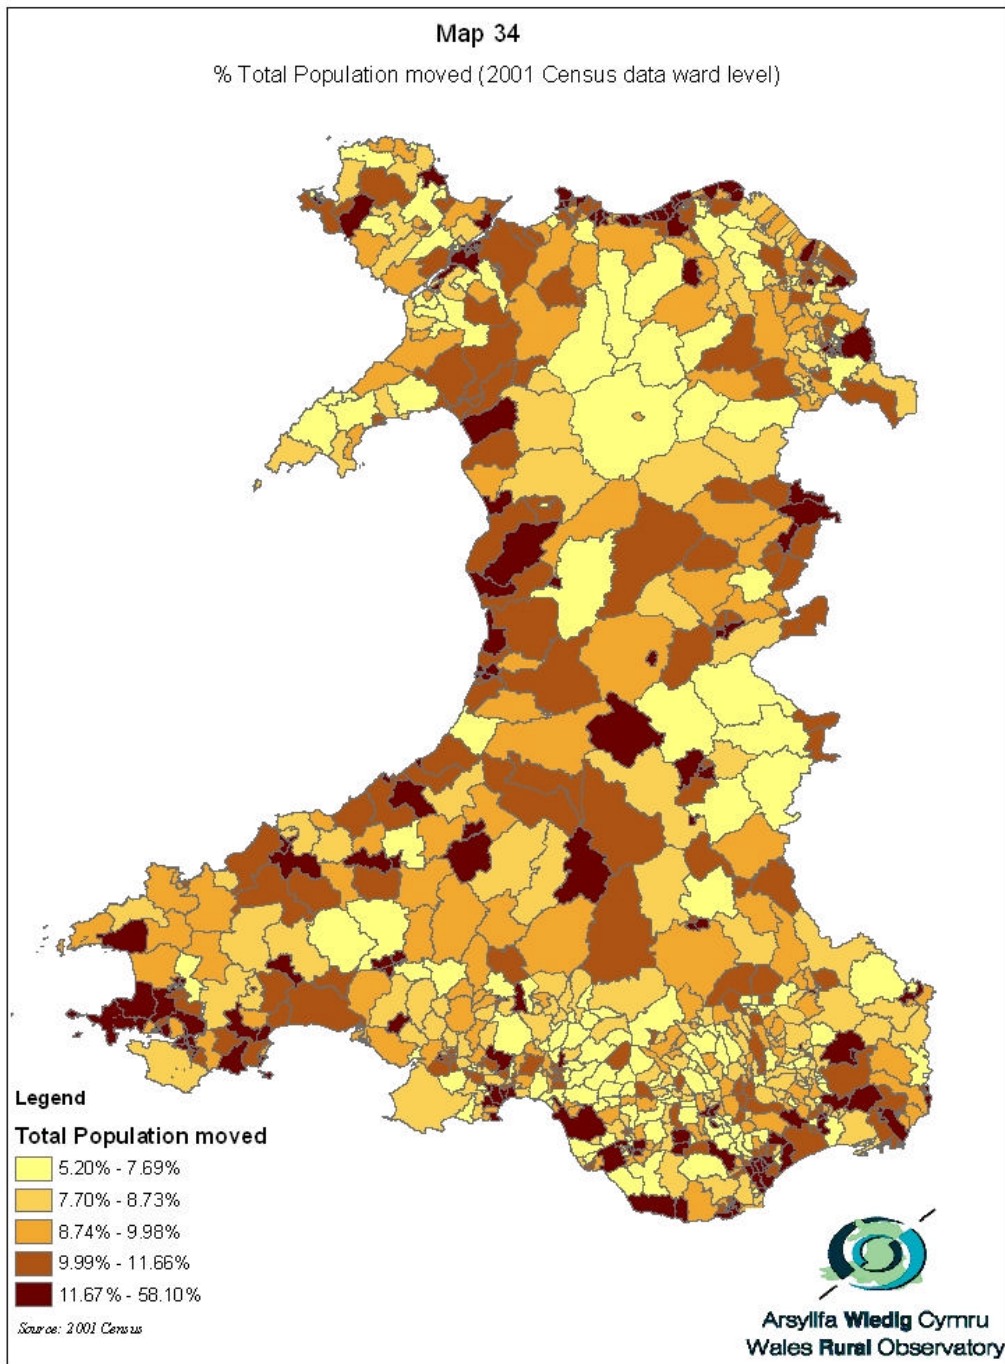 Map 34
% Total Population moved (2001 Census data ward level)
Legend
Total Population moved
5.20% - 7.69%
7.70% - 8.73%
8.74% - 9.98%
9.99% - 11.66%
11.67% - 58.10%
Source: 2001 Census
Arsyllfa Wledig Cymru
Wales Rural Observatory